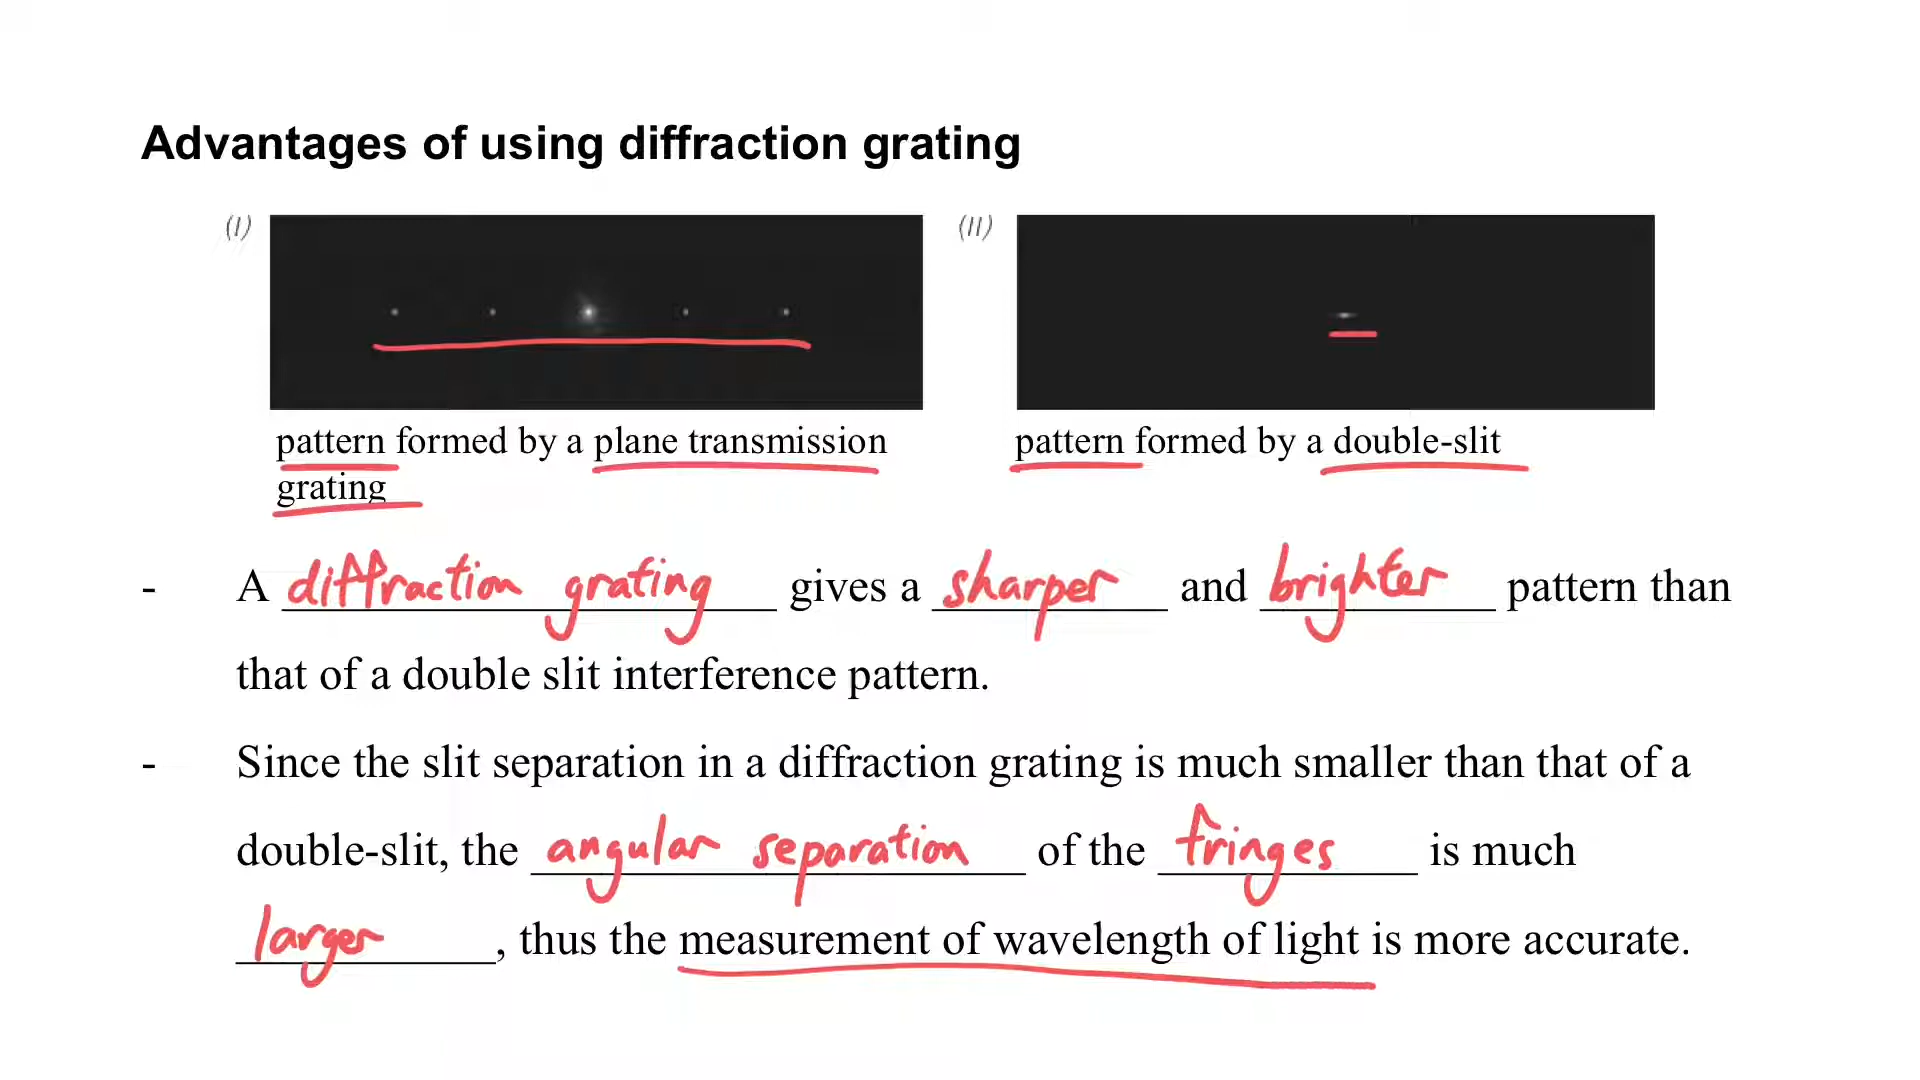 Advantages of using diffraction grating
(I) (II)
pattern formed by a plane transmission
grating
pattern formed by a double-slit
- A diffraction grating gives a sharper and brighter pattern than
that of a double slit interference pattern.
- Since the slit separation in a diffraction grating is much smaller than that of a
double-slit, the angular separation of the fringes is much
larger, thus the measurement of wavelength of light is more accurate.